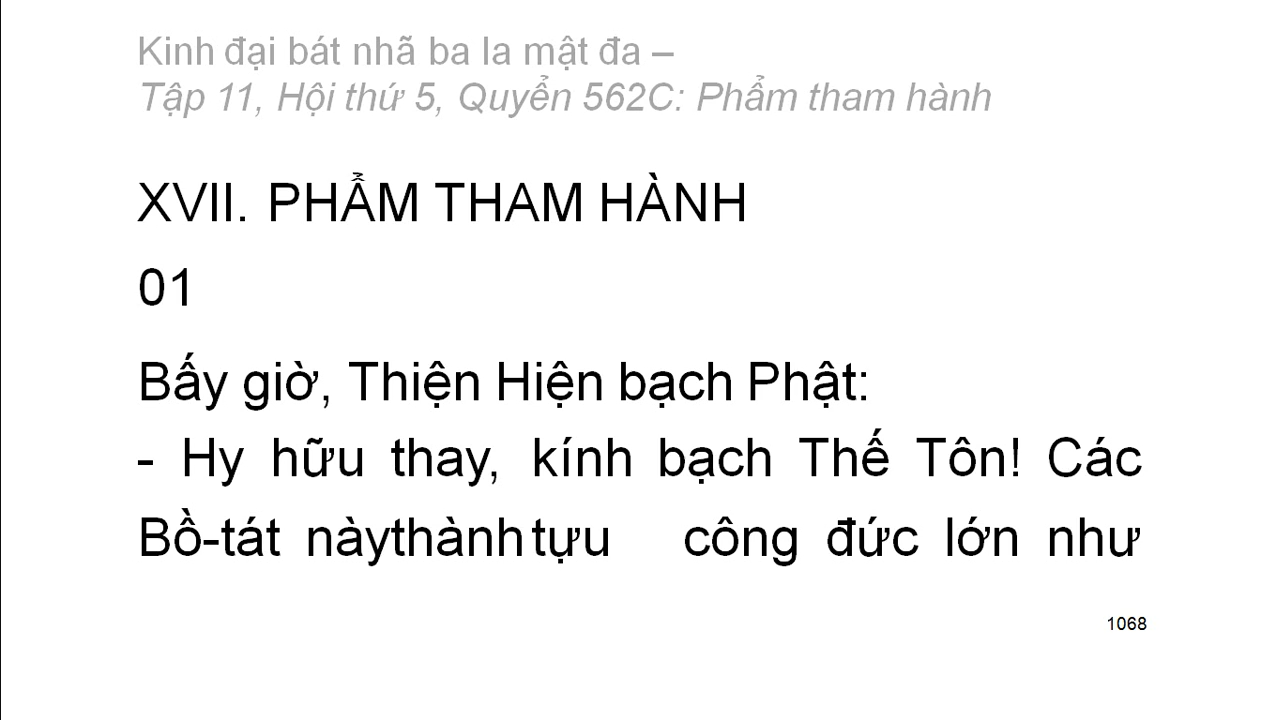 Kinh đại bát nhã ba la mật đa –
Tập 11, Hội thứ 5, Quyển 562C: Phẩm tham hành
XVII. PHẨM THAM HÀNH
01
Bấy giờ, Thiện Hiện bạch Phật:
- Hy hữu thay, kính bạch Thế Tôn! Các
Bồ-tát nàythành tựu công đức lớn như
1068